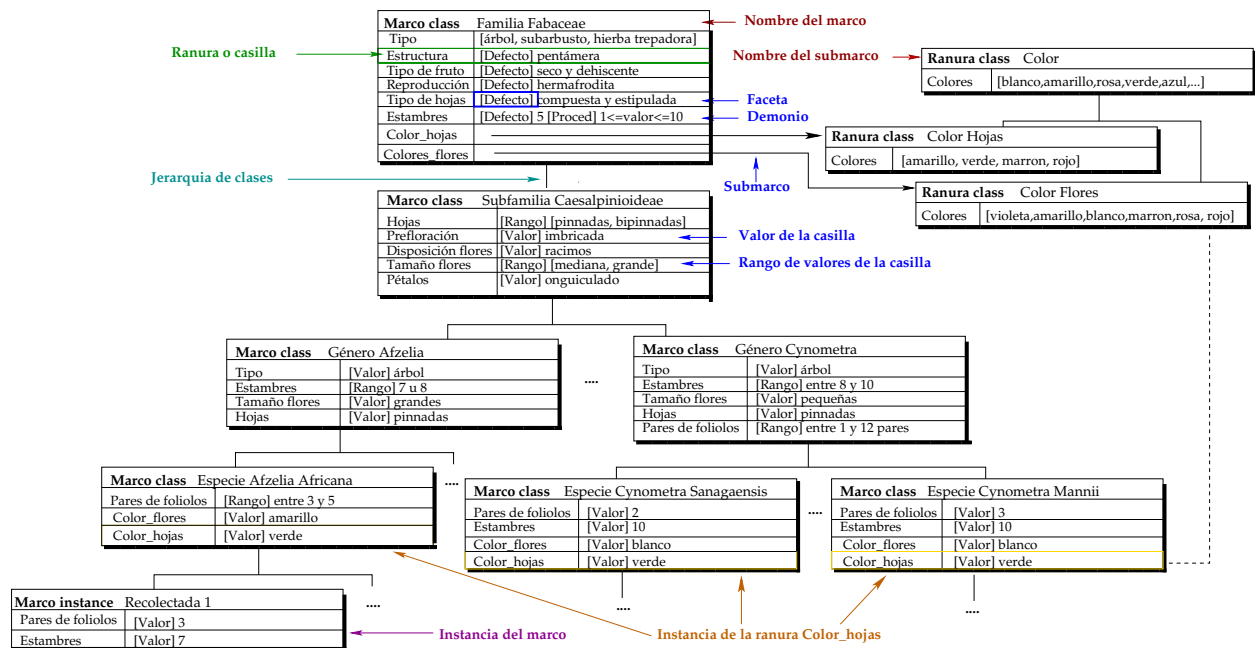 Marco class Familia Fabaceae
Tipo [árbol, subarbusto, hierba trepadora]
Estructura [Defecto] pentámera
Tipo de fruto [Defecto] seco y dehiscente
Reproducción [Defecto] hermafrodita
Tipo de hojas [Defecto] compuesta y estipulada
Estambres [Defecto] 5 [Proced] 1<=valor<=10
Color_hojas
Colores_flores
Nombre del marco
Ranura o casilla
Nombre del submarco
Faceta
Demonio
Ranura class Color
Colores [blanco,amarillo,rosa,verde,azul,...]
Ranura class Color Hojas
Colores [amarillo, verde, marron, rojo]
Ranura class Color Flores
Colores [violeta,amarillo,blanco,marron,rosa, rojo]
Jerarquia de clases
Submarco
Marco class Subfamilia Caesalpinioideae
Hojas [Rango] [pinnadas, bipinnadas]
Prefloración [Valor] imbricada
Disposición flores [Valor] racimos
Tamaño flores [Rango] [mediana, grande]
Pétalos [Valor] onguiculado
Valor de la casilla
Rango de valores de la casilla
Marco class Género Afzelia
Tipo [Valor] árbol
Estambres [Rango] 7 u 8
Tamaño flores [Valor] grandes
Hojas [Valor] pinnadas
....
Marco class Género Cynometra
Tipo [Valor] árbol
Estambres [Rango] entre 8 y 10
Tamaño flores [Valor] pequeñas
Hojas [Valor] pinnadas
Pares de foliolos [Rango] entre 1 y 12 pares
Marco class Especie Afzelia Africana
Pares de foliolos [Rango] entre 3 y 5
Color_flores [Valor] amarillo
Color_hojas [Valor] verde
....
Marco class Especie Cynometra Sanagaensis
Pares de foliolos [Valor] 2
Estambres [Valor] 10
Color_flores [Valor] blanco
Color_hojas [Valor] verde
....
Marco class Especie Cynometra Mannii
Pares de foliolos [Valor] 3
Estambres [Valor] 10
Color_flores [Valor] blanco
Color_hojas [Valor] verde
Marco instance Recolectada 1
Pares de foliolos [Valor] 3
Estambres [Valor] 7
....
....
....
Instancia del marco
Instancia de la ranura Color_hojas